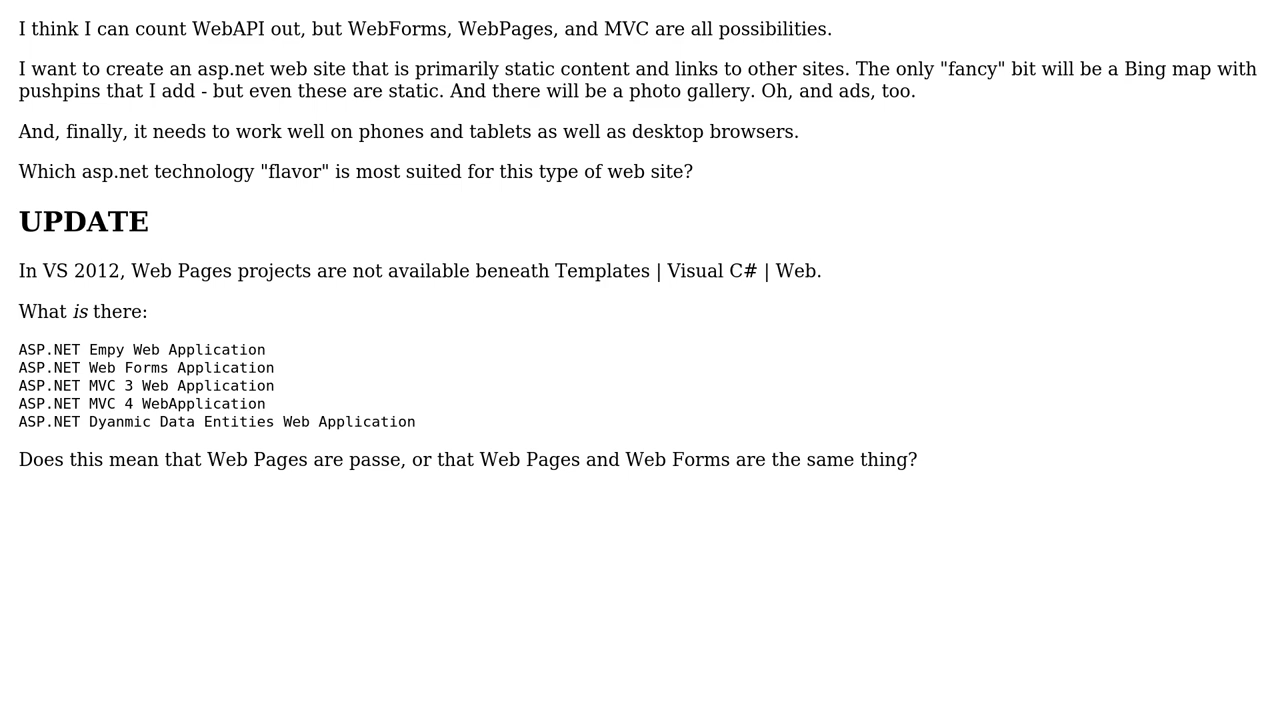 I think I can count WebAPI out, but WebForms, WebPages, and MVC are all possibilities.
I want to create an asp.net web site that is primarily static content and links to other sites. The only "fancy" bit will be a Bing map with
pushpins that I add - but even these are static. And there will be a photo gallery. Oh, and ads, too.
And, finally, it needs to work well on phones and tablets as well as desktop browsers.
Which asp.net technology "flavor" is most suited for this type of web site?
UPDATE
In VS 2012, Web Pages projects are not available beneath Templates | Visual C# | Web.
What is there:
ASP.NET Empy Web Application
ASP.NET Web Forms Application
ASP.NET MVC 3 Web Application
ASP.NET MVC 4 WebApplication
ASP.NET Dyanmic Data Entities Web Application
Does this mean that Web Pages are passe, or that Web Pages and Web Forms are the same thing?